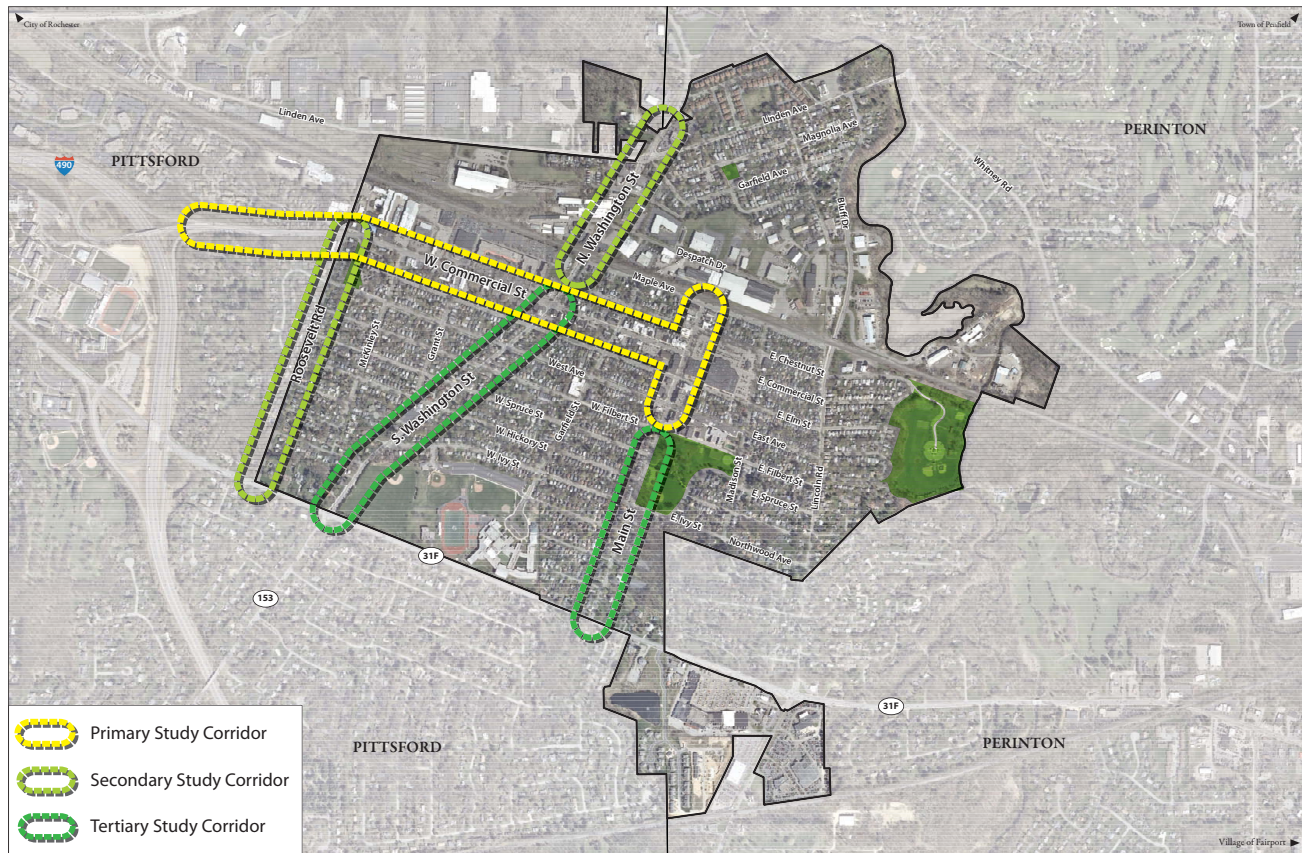 City of Rochester
Town of Penfield
Linden Ave
Linden Ave
Magnolia Ave
PERINTON
490
PITTSFORD
Whitney Rd
Garfield Ave
Bluff Dr
N. Washington St
Despatch Dr
Maple Ave
W. Commercial St
Roosevelt Rd
McKinley St
Grant St
West Ave
E. Chestnut St
E. Commercial St
S. Washington St
W. Spruce St
Garfield St
W. Filbert St
E. Elm St
W. Hickory St
East Ave
W. Ivy St
Madison St
E. Filbert St
Lincoln Rd
E. Spruce St
Main St
E. Ivy St
Northwood Ave
31F
153
31F
PITTSFORD
PERINTON
Primary Study Corridor
Secondary Study Corridor
Tertiary Study Corridor
Village of Fairport